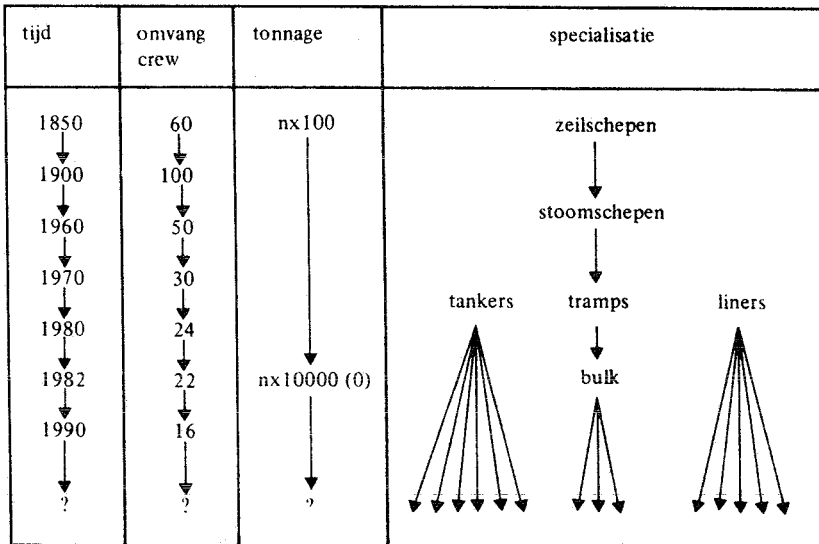 tijd omvang crew tonnage specialisatie
1850 60 nx100 zeilschepen
1900 100
1960 50 stoomschepen
1970 30
tankers tramps liners
1980 24
1982 22 nx10000 (0) bulk
1990 16
? ? ?